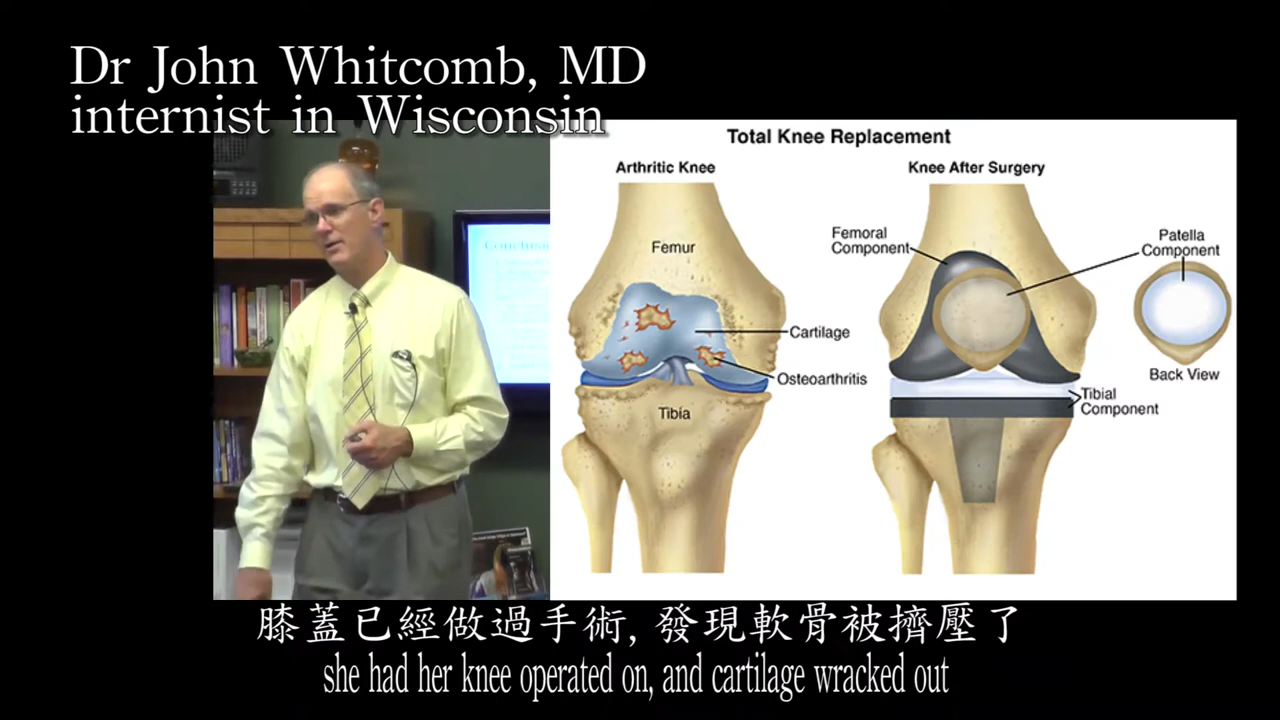 Dr John Whitcomb, MD
internist in Wisconsin
Total Knee Replacement
Arthritic Knee
Knee After Surgery
Femur
Cartilage
Osteoarthritis
Tibia
Femoral
Component
Patella
Component
Back View
Tibial
Component
膝蓋已經做過手術, 發現軟骨被擠壓了
she had her knee operated on, and cartilage wracked out